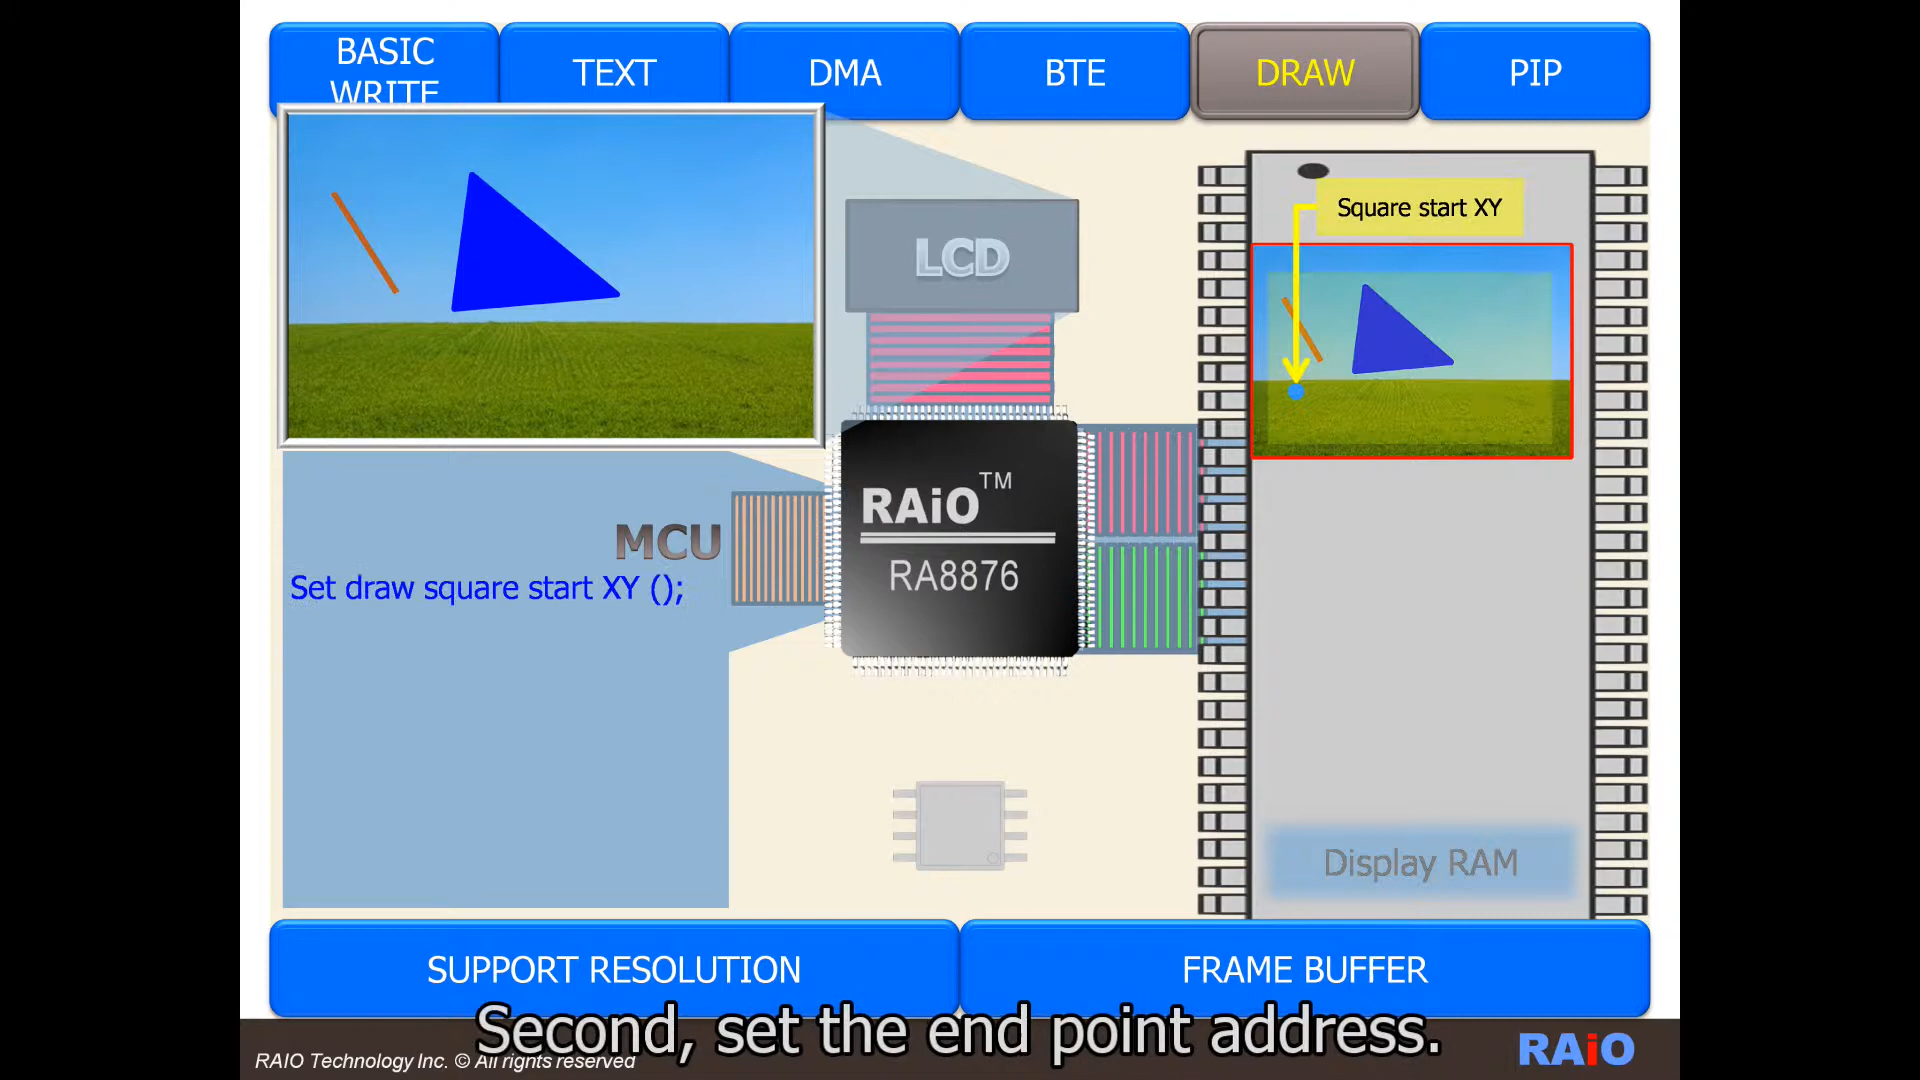 BASIC
WRITE
TEXT
DMA
BTE
DRAW
PIP
Square start XY
LCD
RAiO™
RA8876
MCU
Set draw square start XY ();
Display RAM
SUPPORT RESOLUTION
FRAME BUFFER
Second, set the end point address.
RAIO Technology Inc. © All rights reserved
RAiO